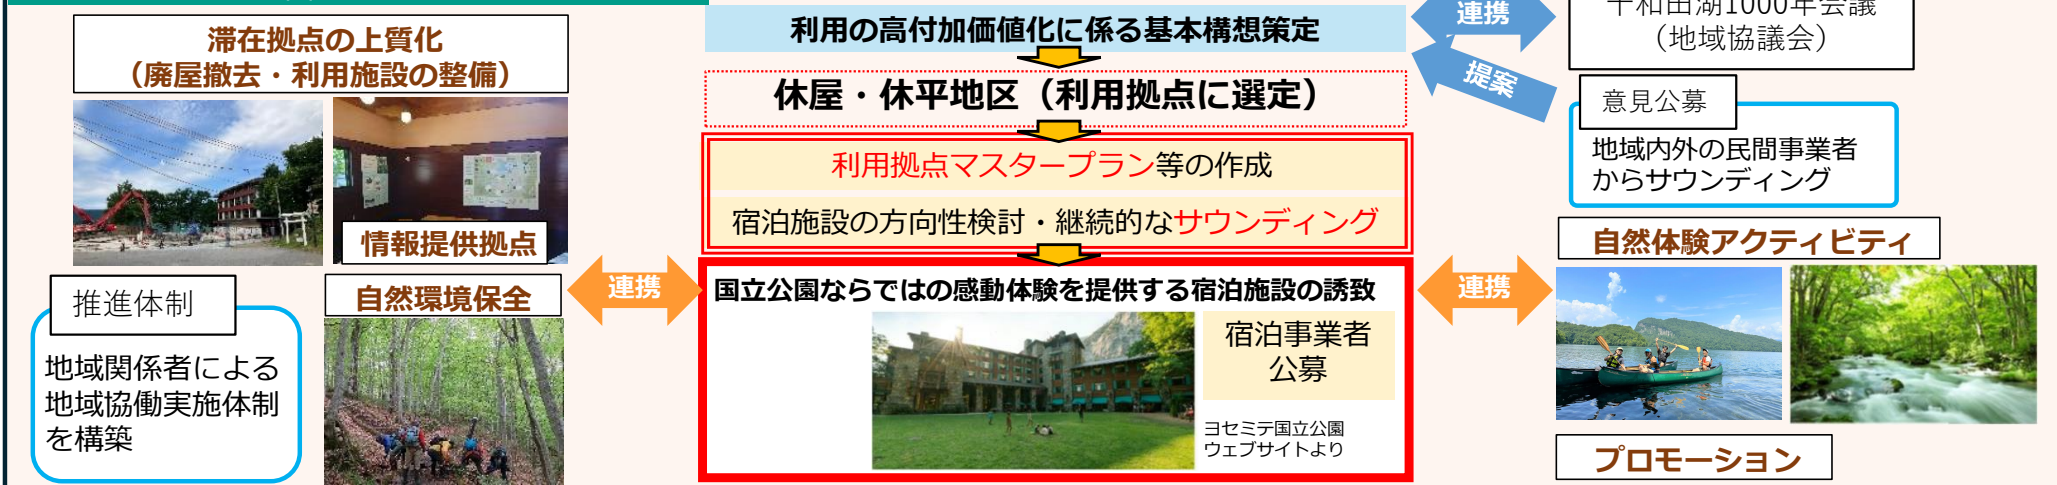 滞在拠点の上質化
（廃屋撤去・利用施設の整備）
情報提供拠点
推進体制
地域関係者による
地域協働実施体制
を構築
自然環境保全
連携
利用の高付加価値化に係る基本構想策定
休屋・休平地区（利用拠点に選定）
利用拠点マスタープラン等の作成
宿泊施設の方向性検討・継続的なサウンディング
国立公園ならではの感動体験を提供する宿泊施設の誘致
宿泊事業者
公募
ヨセミテ国立公園
ウェブサイトより
連携
十和田湖1000年会議
（地域協議会）
提案
意見公募
地域内外の民間事業者
からサウンディング
連携
自然体験アクティビティ
プロモーション